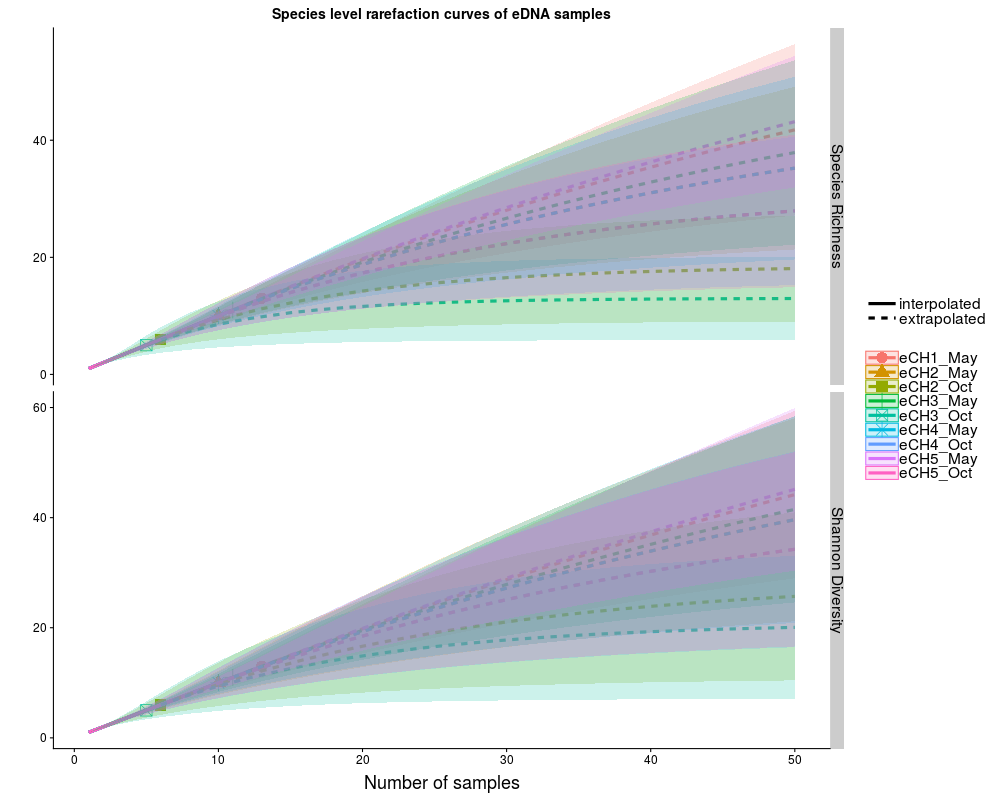 Species level rarefaction curves of eDNA samples
40
20
0
Species Richness
60
40
20
0
Shannon Diversity
0
10
20
30
40
50
Number of samples
interpolated
extrapolated
eCH1_May
eCH2_May
eCH2_Oct
eCH3_May
eCH3_Oct
eCH4_May
eCH4_Oct
eCH5_May
eCH5_Oct